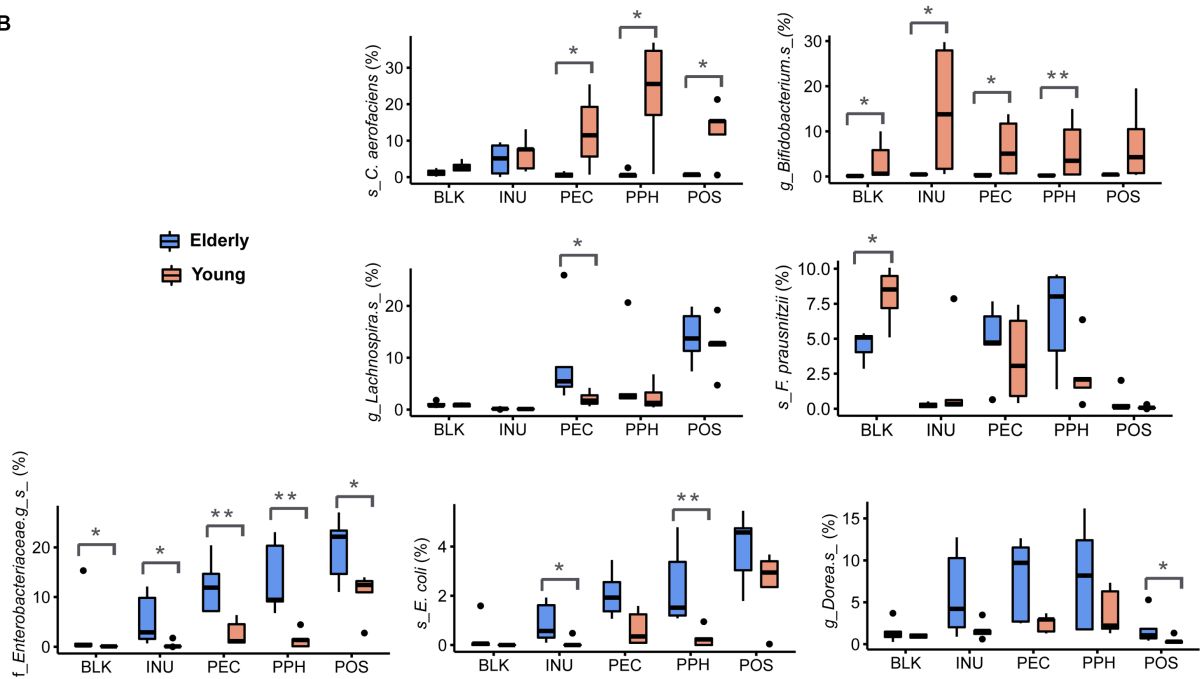 B
s_C. aerofaciens (%)
30
20
10
0
*
*
*
BLK INU PEC PPH POS
g_Bifidobacterium.s_(%)
30
20
10
0
*
*
*
**
BLK INU PEC PPH POS
Elderly
Young
g_Lachnospira.s_ (%)
20
10
0
*
BLK INU PEC PPH POS
s_F. prausnitzii (%)
10.0
7.5
5.0
2.5
0.0
*
BLK INU PEC PPH POS
f_Enterobacteriaceae.g_s_ (%)
20
10
0
*
*
**
**
*
BLK INU PEC PPH POS
s_E. coli (%)
4
2
0
*
**
BLK INU PEC PPH POS
g_Dorea.s_ (%)
15
10
5
0
*
BLK INU PEC PPH POS